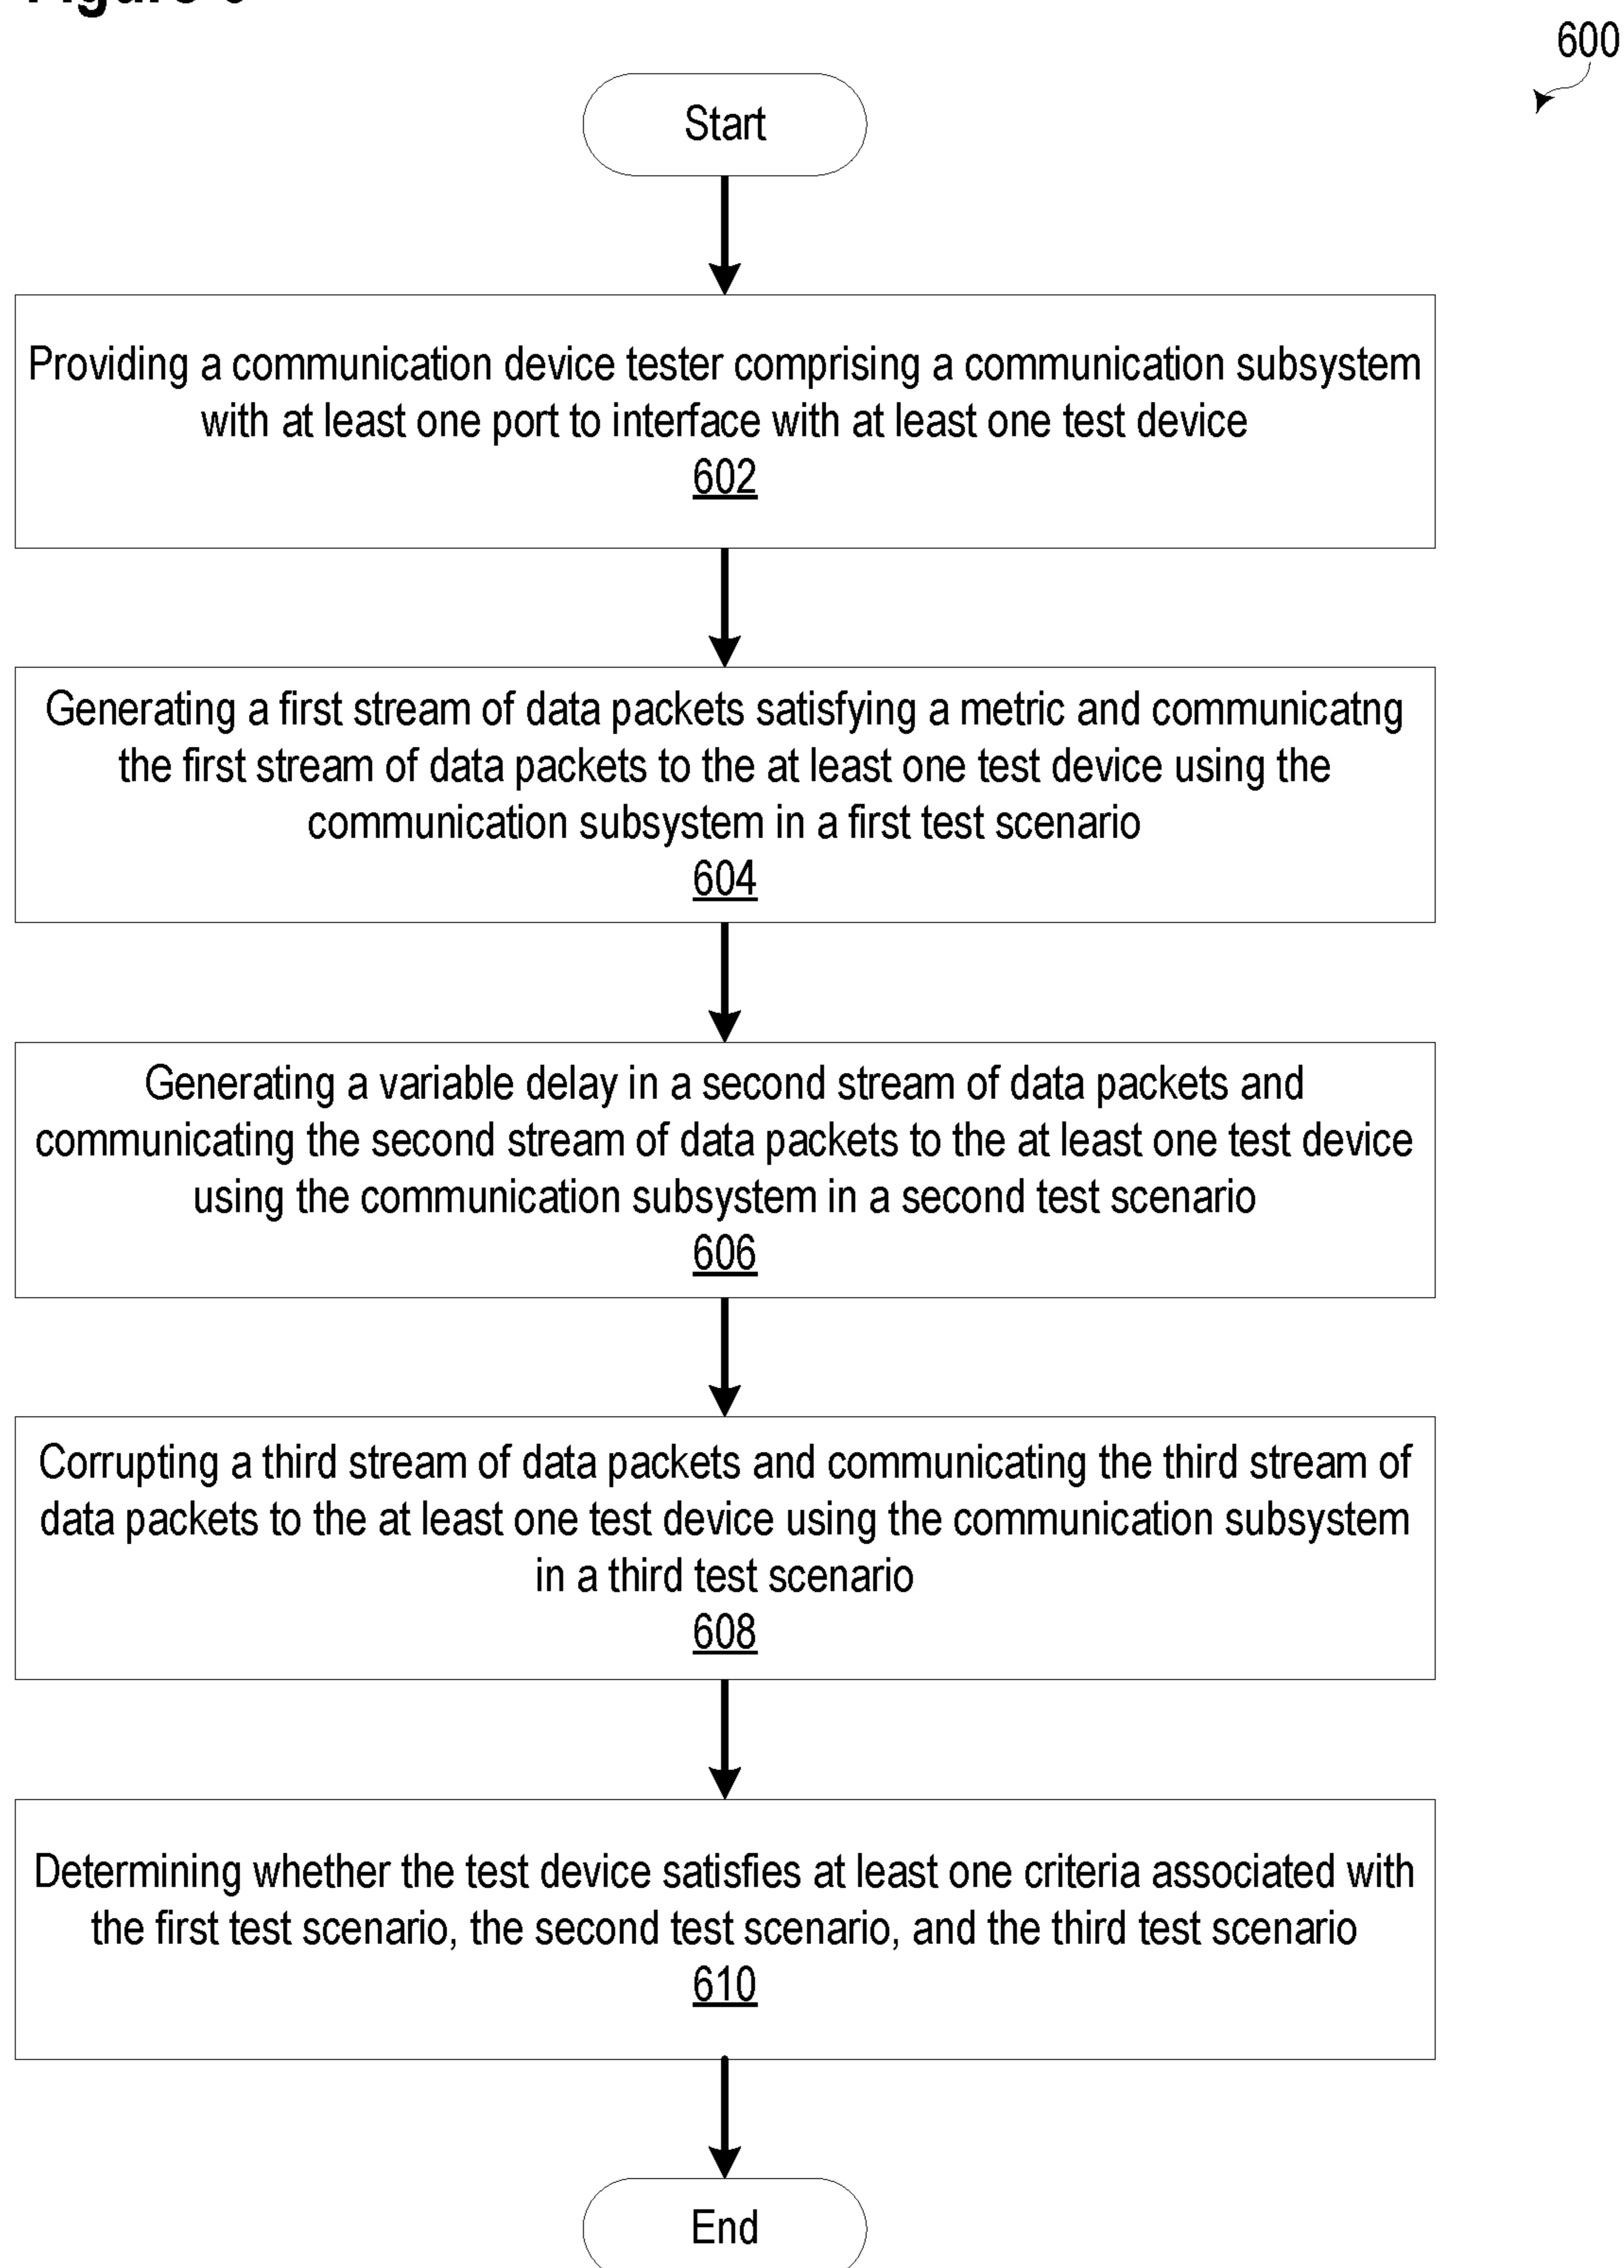 600
Start
Providing a communication device tester comprising a communication subsystem
with at least one port to interface with at least one test device
602
Generating a first stream of data packets satisfying a metric and communicatng
the first stream of data packets to the at least one test device using the
communication subsystem in a first test scenario
604
Generating a variable delay in a second stream of data packets and
communicating the second stream of data packets to the at least one test device
using the communication subsystem in a second test scenario
606
Corrupting a third stream of data packets and communicating the third stream of
data packets to the at least one test device using the communication subsystem
in a third test scenario
608
Determining whether the test device satisfies at least one criteria associated with
the first test scenario, the second test scenario, and the third test scenario
610
End